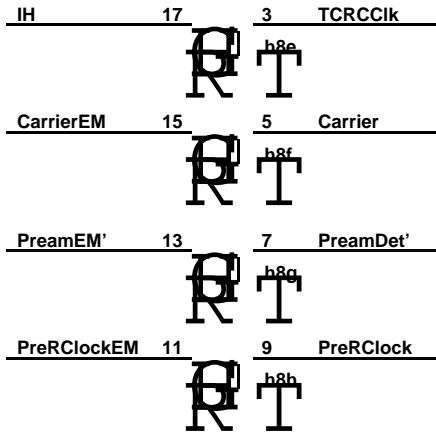 IH 17 3 TCRCClk
h8e
G R T
CarrierEM 15 5 Carrier
h8f
G R T
PreamEM’ 13 7 PreamDet’
h8g
G R T
PreRClockEM 11 9 PreRClock
h8h
G R T